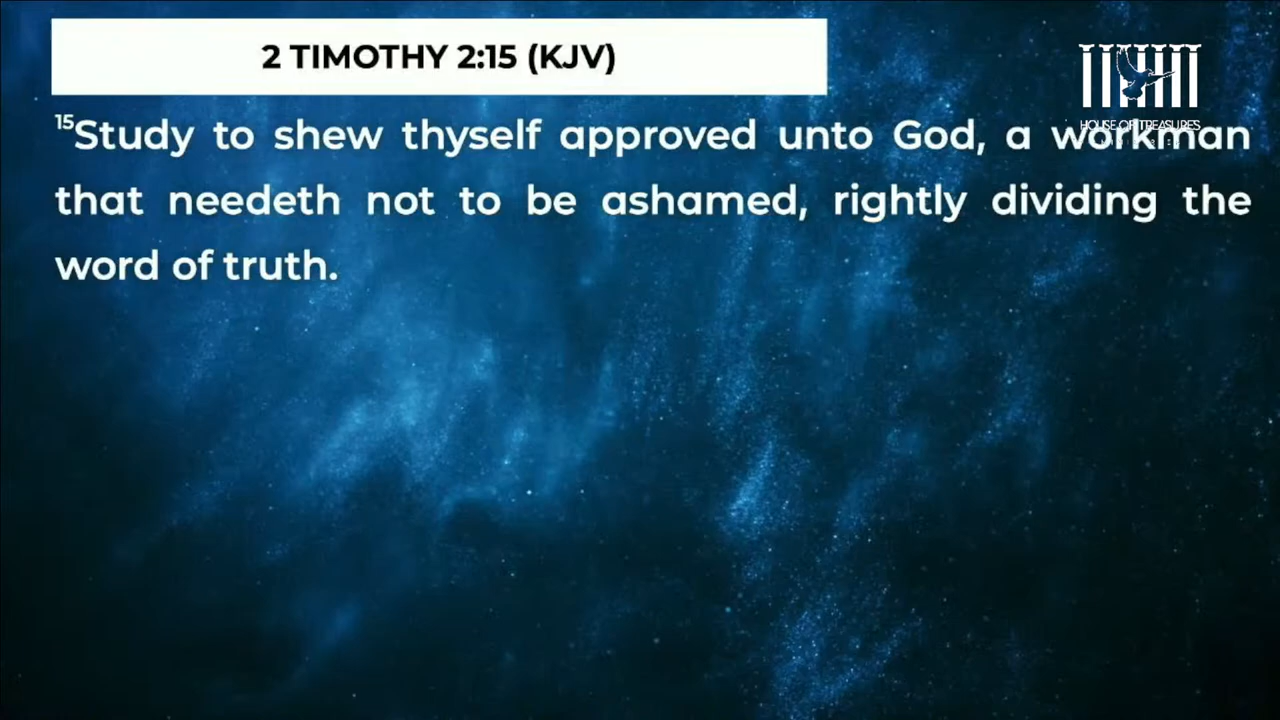 2 TIMOTHY 2:15 (KJV)
15Study to shew thyself approved unto God, a workman
that needeth not to be ashamed, rightly dividing the
word of truth.
HOUSE OF TREASURES